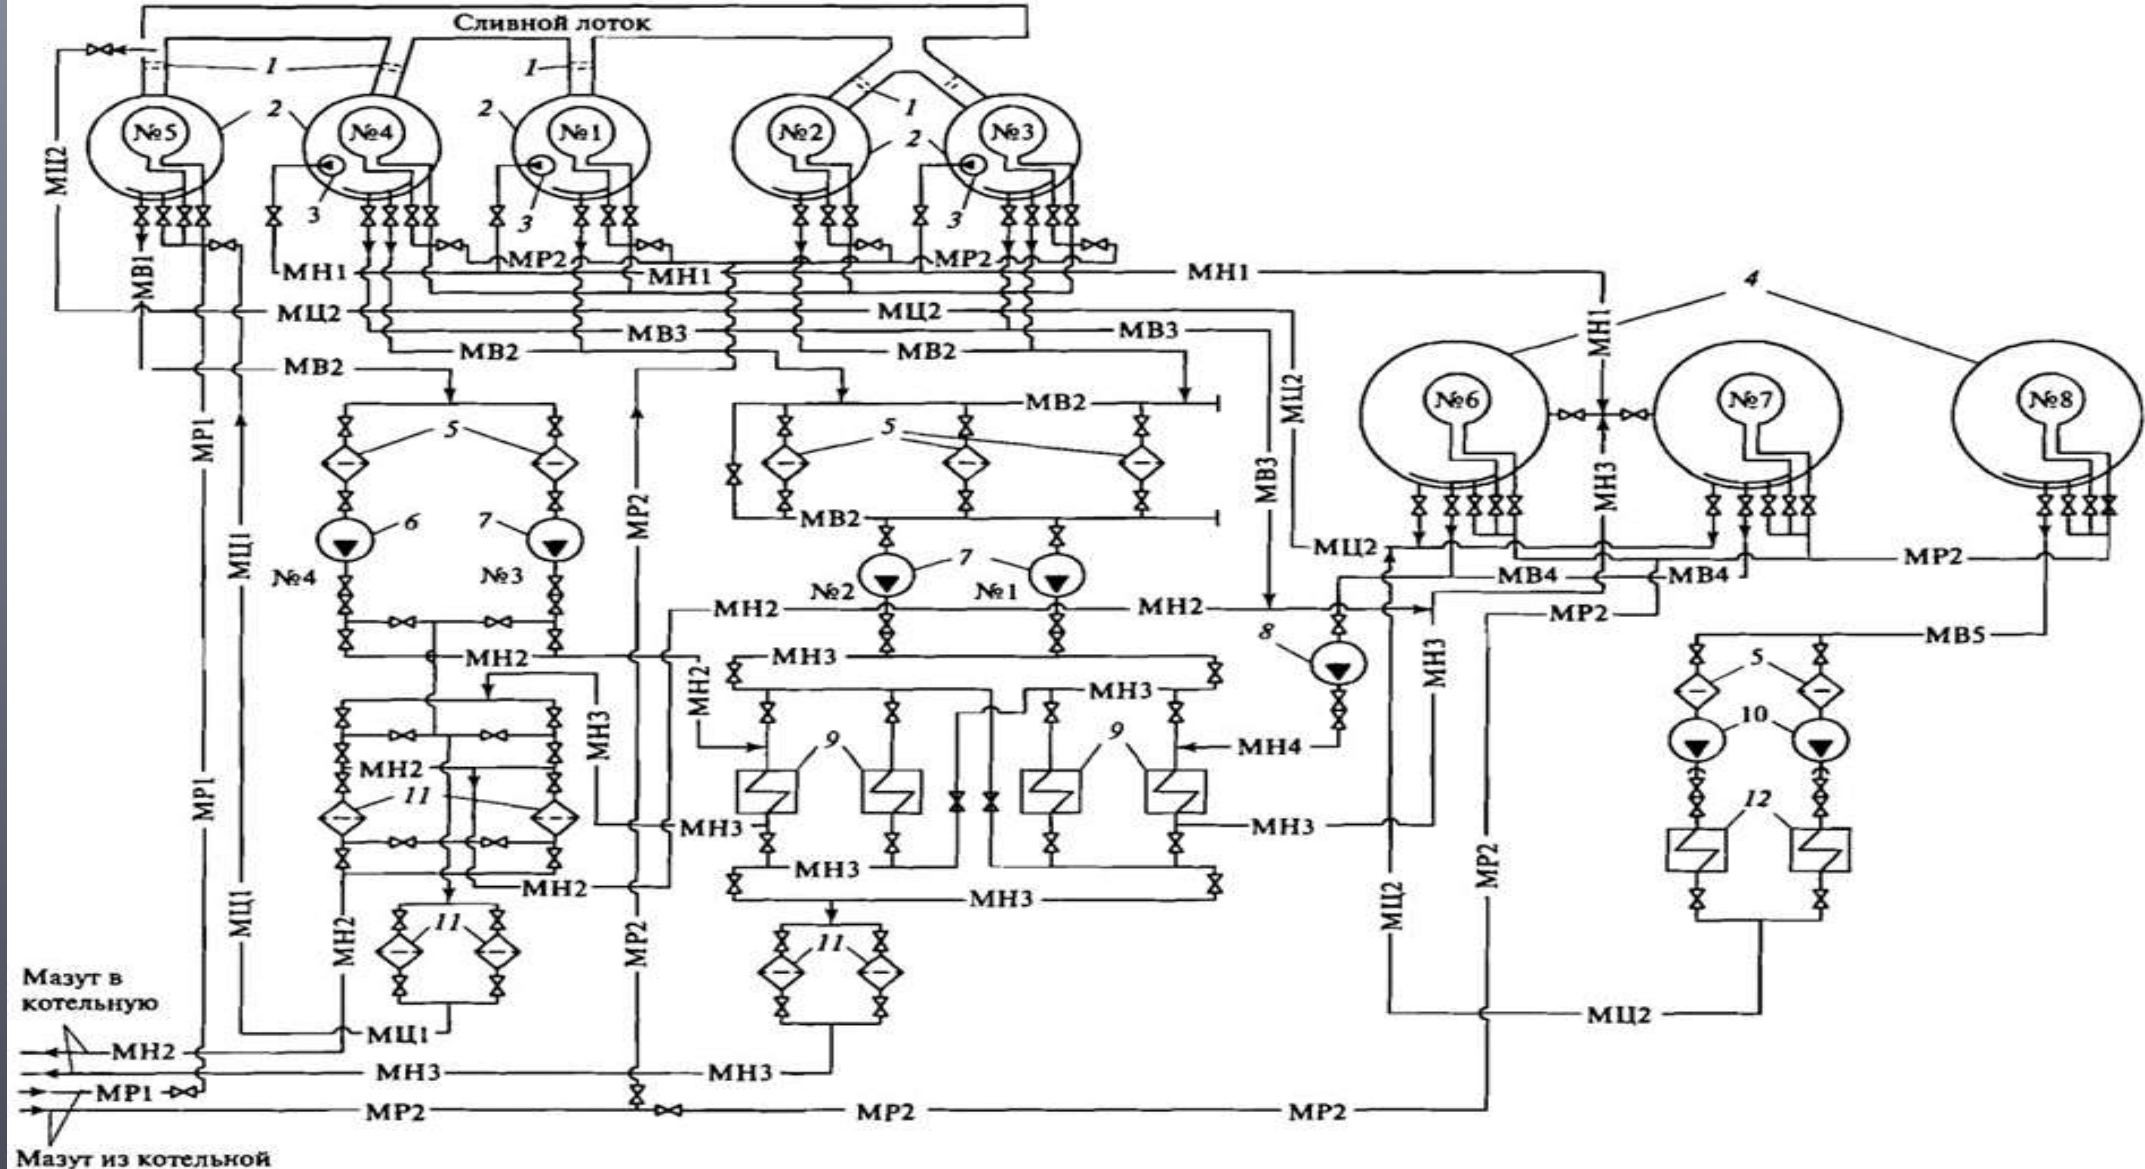 Сливной лоток
1
1
1
2
2
2
№5
№4
№1
№2
№3
МЦ2
3
3
3
МВ1
МН1
МР2
МН1
МР2
МН1
4
МЦ2
МЦ2
МВ3
МВ3
МН1
МВ2
МВ2
МВ2
МЦ2
МР1
5
МВ2
5
№6
№7
№8
МВ3
МН3
МР2
МВ2
6
7
МЦ1
№4
№3
7
№2
№1
МЦ2
МВ4
МВ4
МР2
МН2
МН2
МР2
8
МВ5
МН2
МН3
5
МН2
МН3
МН3
МН3
10
9
9
МН4
МН2
11
МР1
МН3
МН3
12
МН3
МР2
МН2
МН3
МЦ1
МН2
11
МР2
11
МЦ2
Мазут в
котельную
МЦ1
МЦ2
МН2
МН3
МН3
МР1
МР2
МР2
МР2
Мазут из котельной